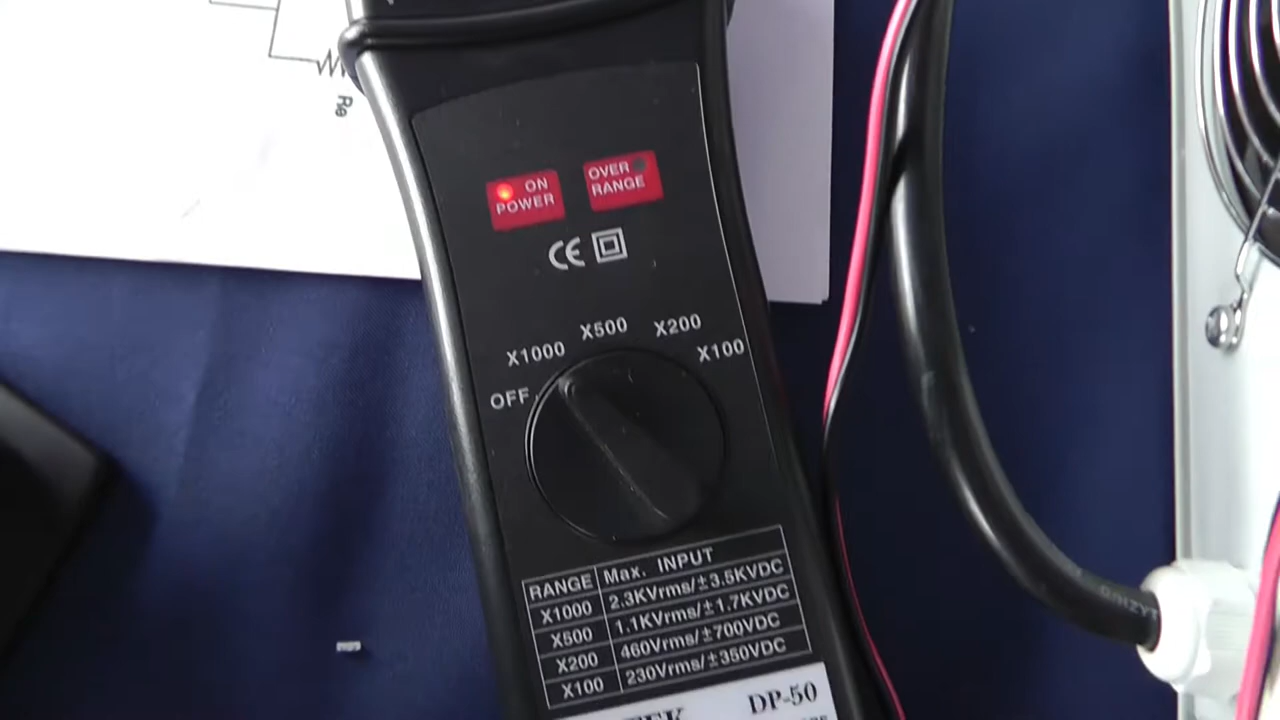 Re
ON
POWER
OVER
RANGE
CE
X1000
X500
X200
X100
OFF
RANGE Max. INPUT
X1000 2.3KVrms/±3.5KVDC
X500 1.1KVrms/±1.7KVDC
X200 460Vrms/±700VDC
X100 230Vrms/±350VDC
DP-50